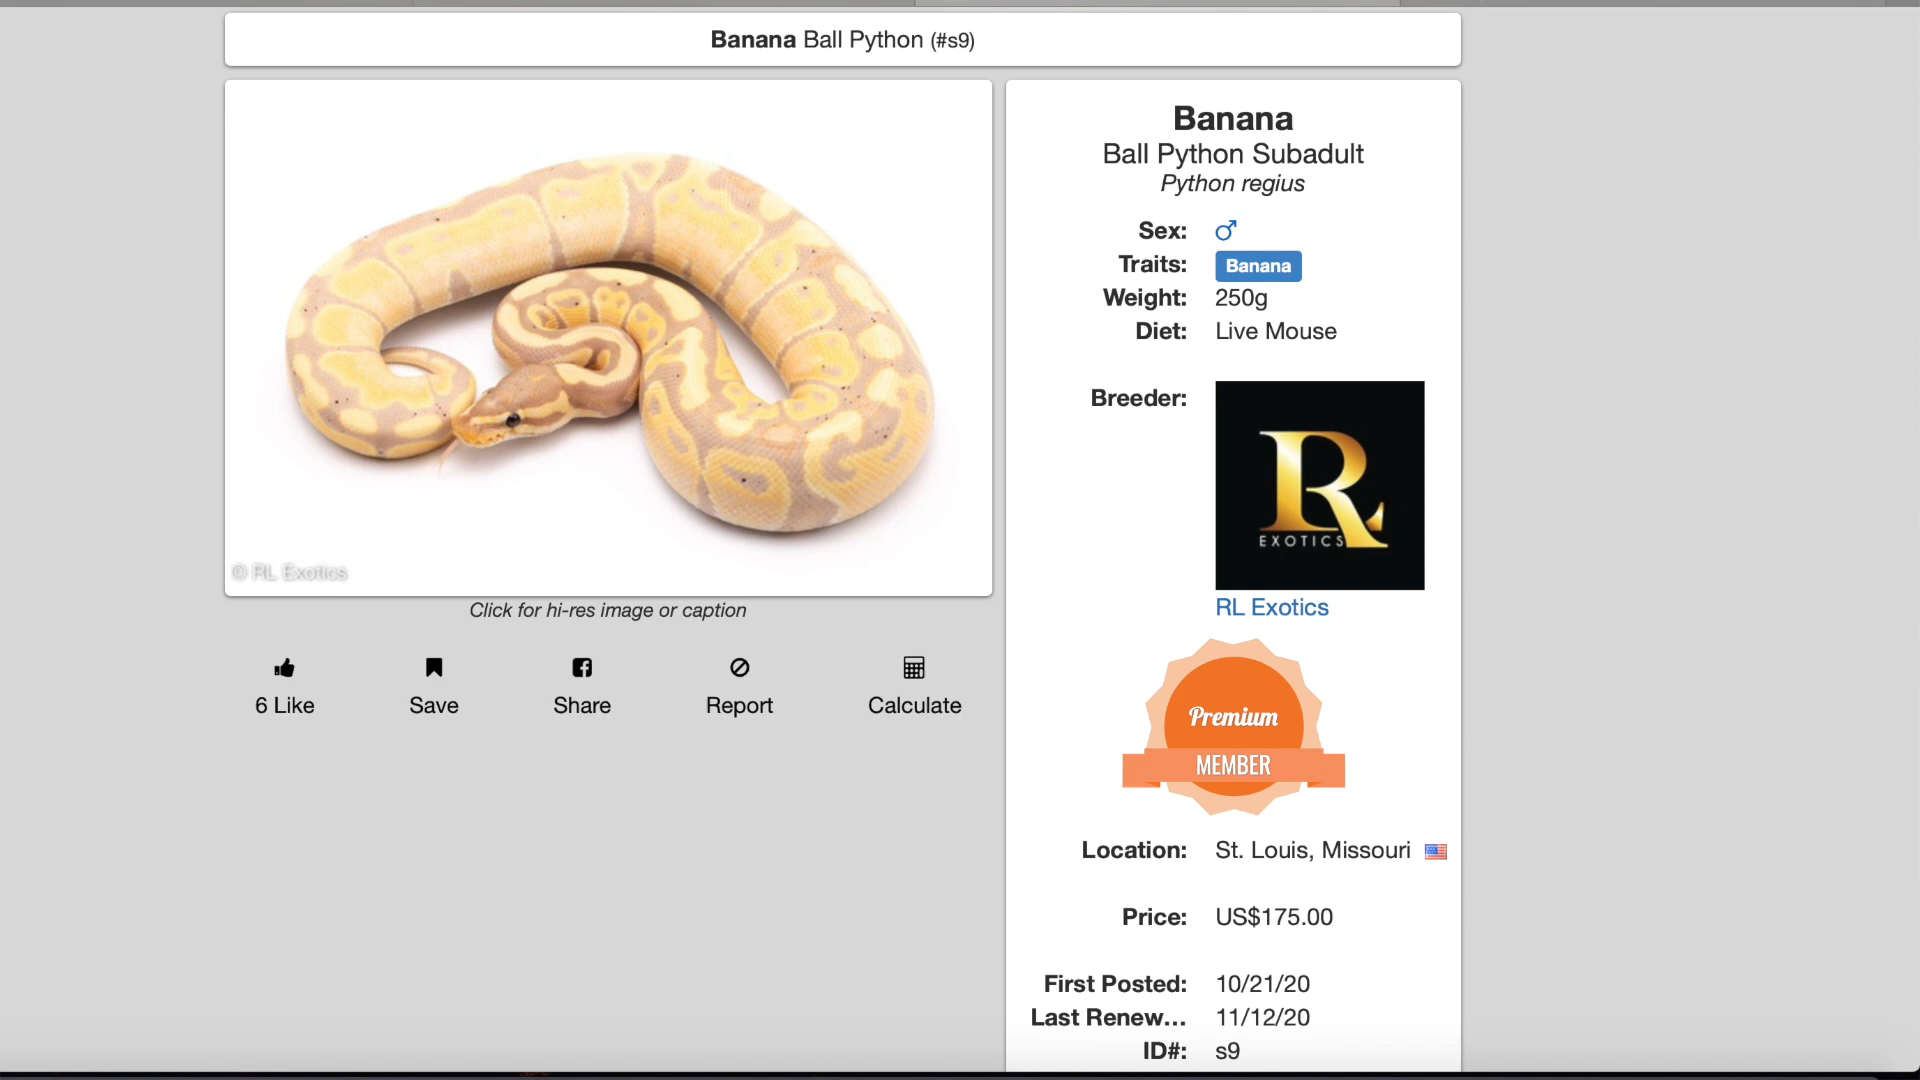 Banana Ball Python (#s9)
© RL Exotics
Click for hi-res image or caption
6 Like
Save
Share
Report
Calculate
Banana
Ball Python Subadult
Python regius
Sex: ♂
Traits: Banana
Weight: 250g
Diet: Live Mouse
Breeder:
R
EXOTICS
RL Exotics
Premium
MEMBER
Location: St. Louis, Missouri
Price: US$175.00
First Posted: 10/21/20
Last Renew... 11/12/20
ID#: s9